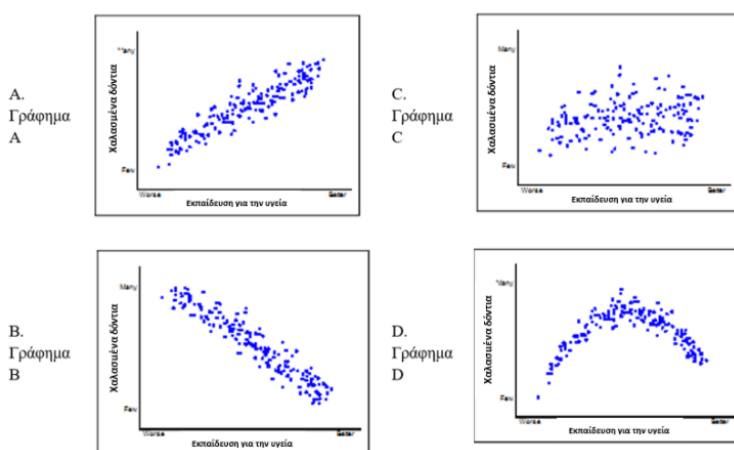 A.
Γράφημα
A
Many
Χαλασμένα δόντια
Few
Worse
Better
Εκπαίδευση για την υγεία
C.
Γράφημα
C
Many
Χαλασμένα δόντια
Few
Worse
Better
Εκπαίδευση για την υγεία
B.
Γράφημα
B
Many
Χαλασμένα δόντια
Few
Worse
Better
Εκπαίδευση για την υγεία
D.
Γράφημα
D
Many
Χαλασμένα δόντια
Few
Worse
Better
Εκπαίδευση για την υγεία